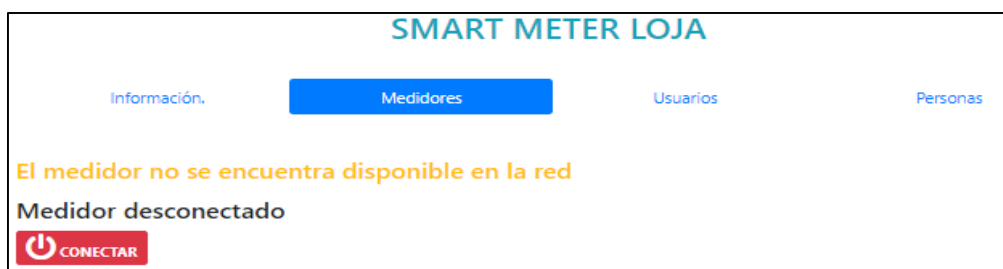 SMART METER LOJA
Información. Medidores Usuarios Personas
El medidor no se encuentra disponible en la red
Medidor desconectado
CONECTAR